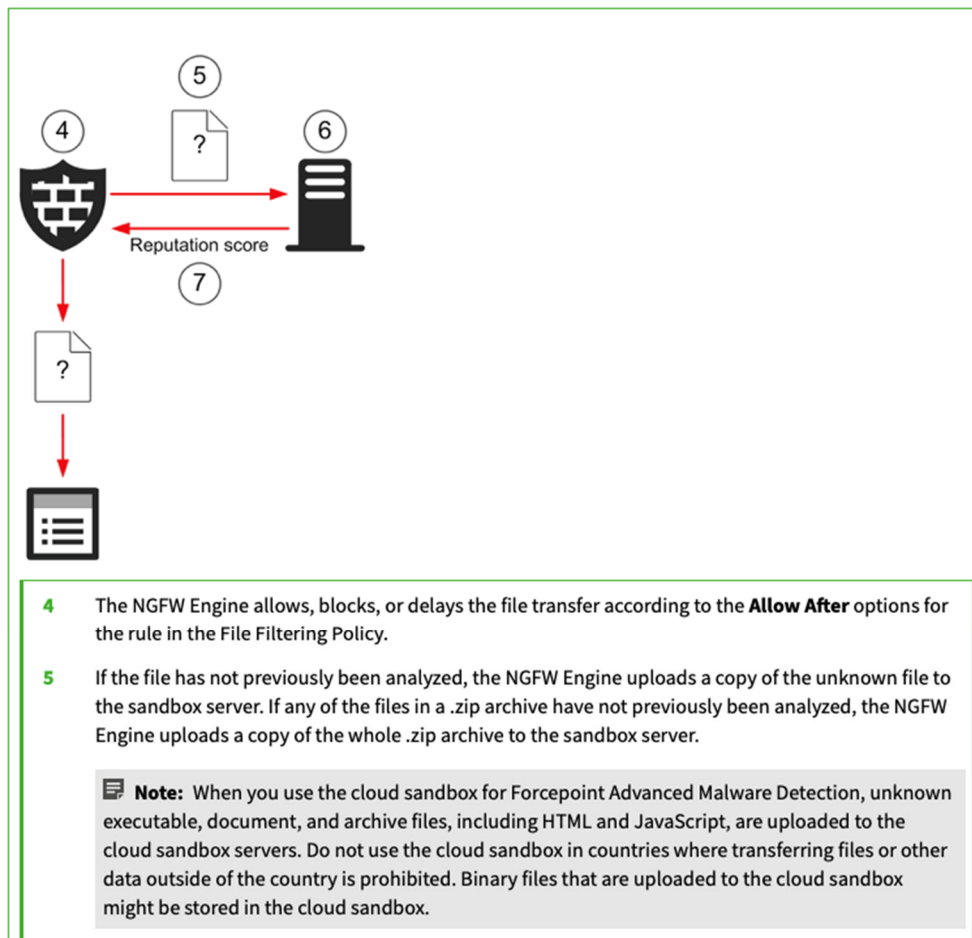 5
4
?
6
Reputation score
7
?
4 The NGFW Engine allows, blocks, or delays the file transfer according to the Allow After options for
the rule in the File Filtering Policy.
5 If the file has not previously been analyzed, the NGFW Engine uploads a copy of the unknown file to
the sandbox server. If any of the files in a .zip archive have not previously been analyzed, the NGFW
Engine uploads a copy of the whole .zip archive to the sandbox server.
Note: When you use the cloud sandbox for Forcepoint Advanced Malware Detection, unknown
executable, document, and archive files, including HTML and JavaScript, are uploaded to the
cloud sandbox servers. Do not use the cloud sandbox in countries where transferring files or other
data outside of the country is prohibited. Binary files that are uploaded to the cloud sandbox
might be stored in the cloud sandbox.